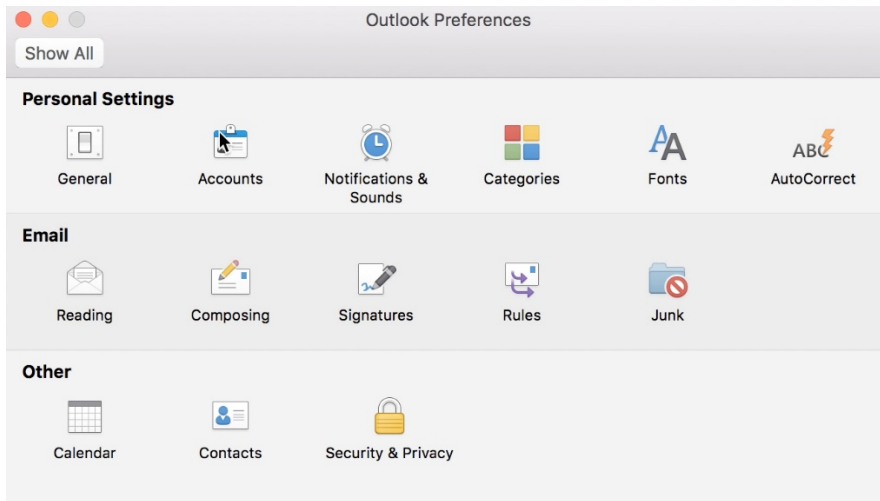 Outlook Preferences
Show All
Personal Settings
General
Accounts
Notifications &
Sounds
Categories
Fonts
ABC
AutoCorrect
Email
Reading
Composing
Signatures
Rules
Junk
Other
Calendar
Contacts
Security & Privacy